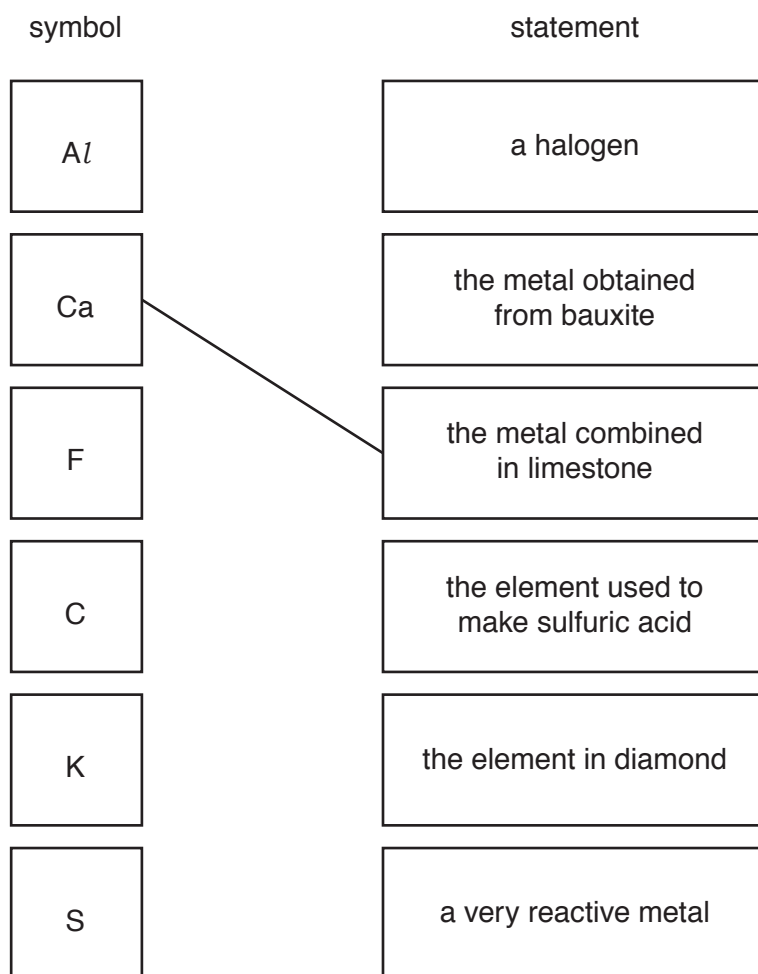 symbol statement
Al a halogen
Ca the metal obtained
from bauxite
F the metal combined
in limestone
C the element used to
make sulfuric acid
K the element in diamond
S a very reactive metal